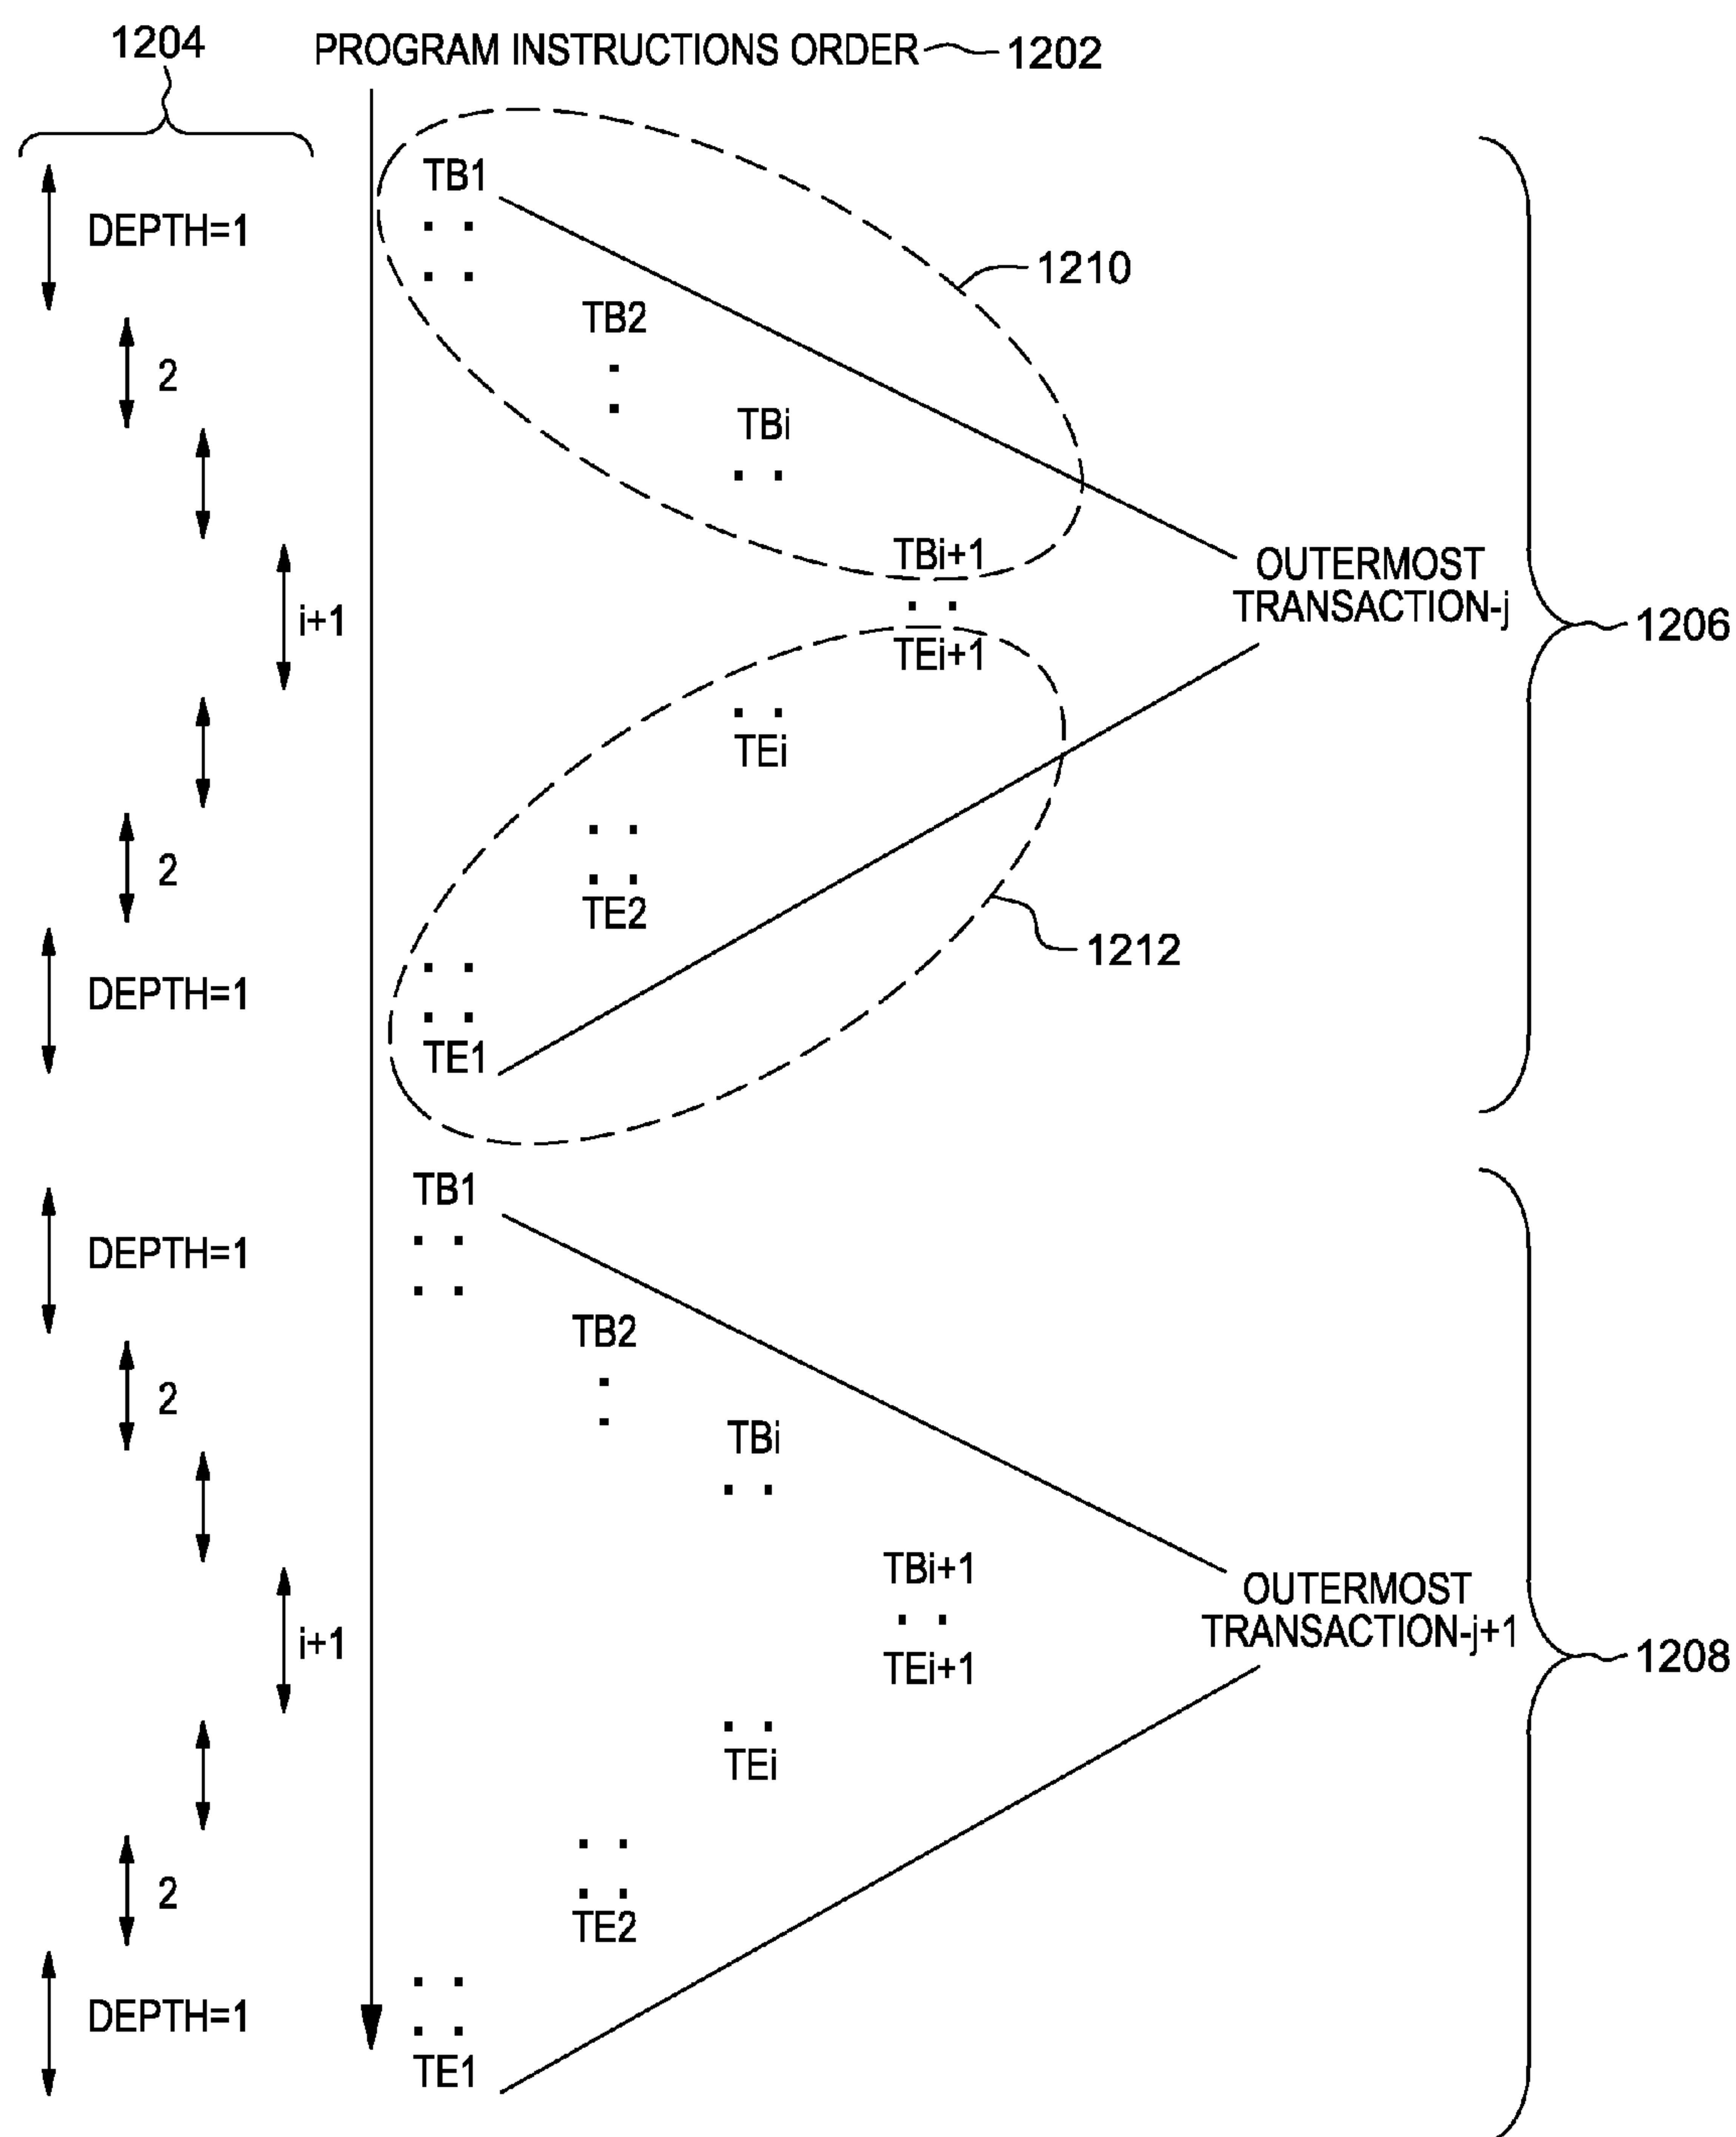 1204
PROGRAM INSTRUCTIONS ORDER 1202
TB1
DEPTH=1
1210
TB2
2
TBi
TBi+1
OUTERMOST
TRANSACTION-j
i+1
1206
TEi+1
TEi
2
TE2
1212
DEPTH=1
TE1
TB1
DEPTH=1
TB2
2
TBi
TBi+1
OUTERMOST
TRANSACTION-j+1
i+1
1208
TEi+1
TEi
2
TE2
DEPTH=1
TE1